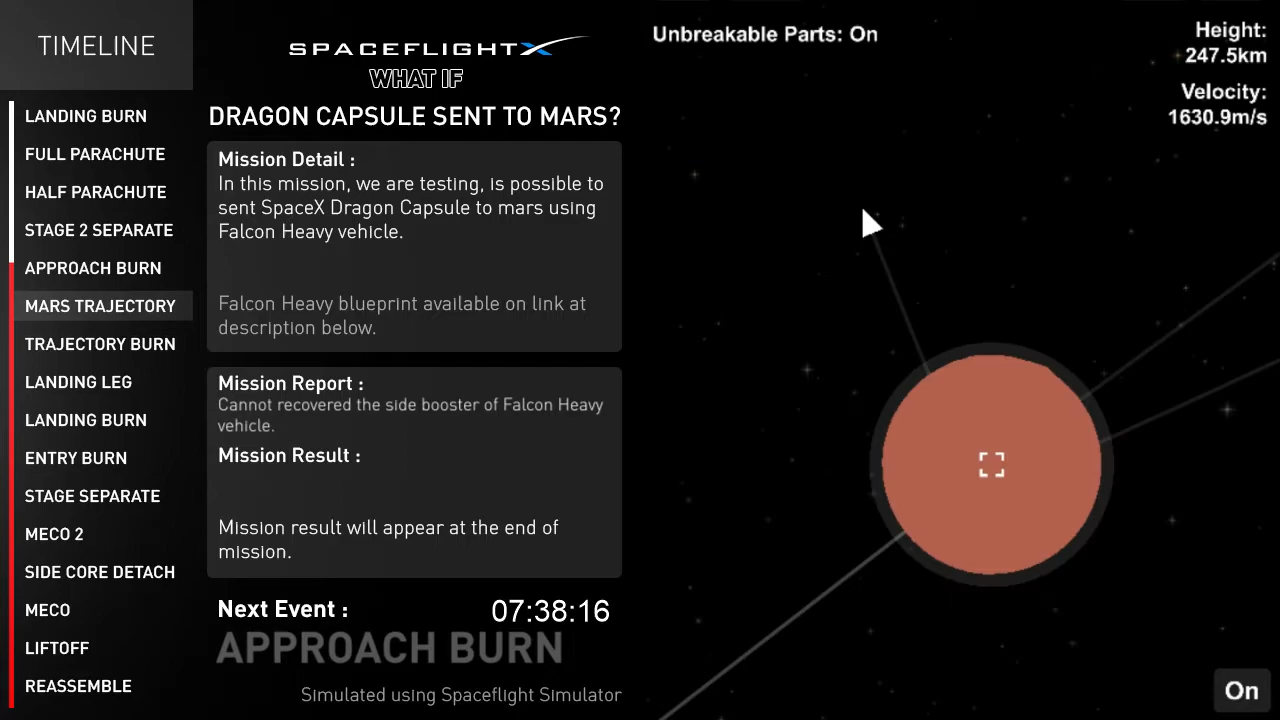 TIMELINE
LANDING BURN
FULL PARACHUTE
HALF PARACHUTE
STAGE 2 SEPARATE
APPROACH BURN
MARS TRAJECTORY
TRAJECTORY BURN
LANDING LEG
LANDING BURN
ENTRY BURN
STAGE SEPARATE
MECO 2
SIDE CORE DETACH
MECO
LIFTOFF
REASSEMBLE
SPACEFLIGHTX
WHAT IF
DRAGON CAPSULE SENT TO MARS?
Mission Detail :
In this mission, we are testing, is possible to
sent SpaceX Dragon Capsule to mars using
Falcon Heavy vehicle.
Falcon Heavy blueprint available on link at
description below.
Mission Report :
Cannot recovered the side booster of Falcon Heavy
vehicle.
Mission Result :
Mission result will appear at the end of
mission.
Next Event : 07:38:16
APPROACH BURN
Simulated using Spaceflight Simulator
Unbreakable Parts: On
Height:
247.5km
Velocity:
1630.9m/s
On